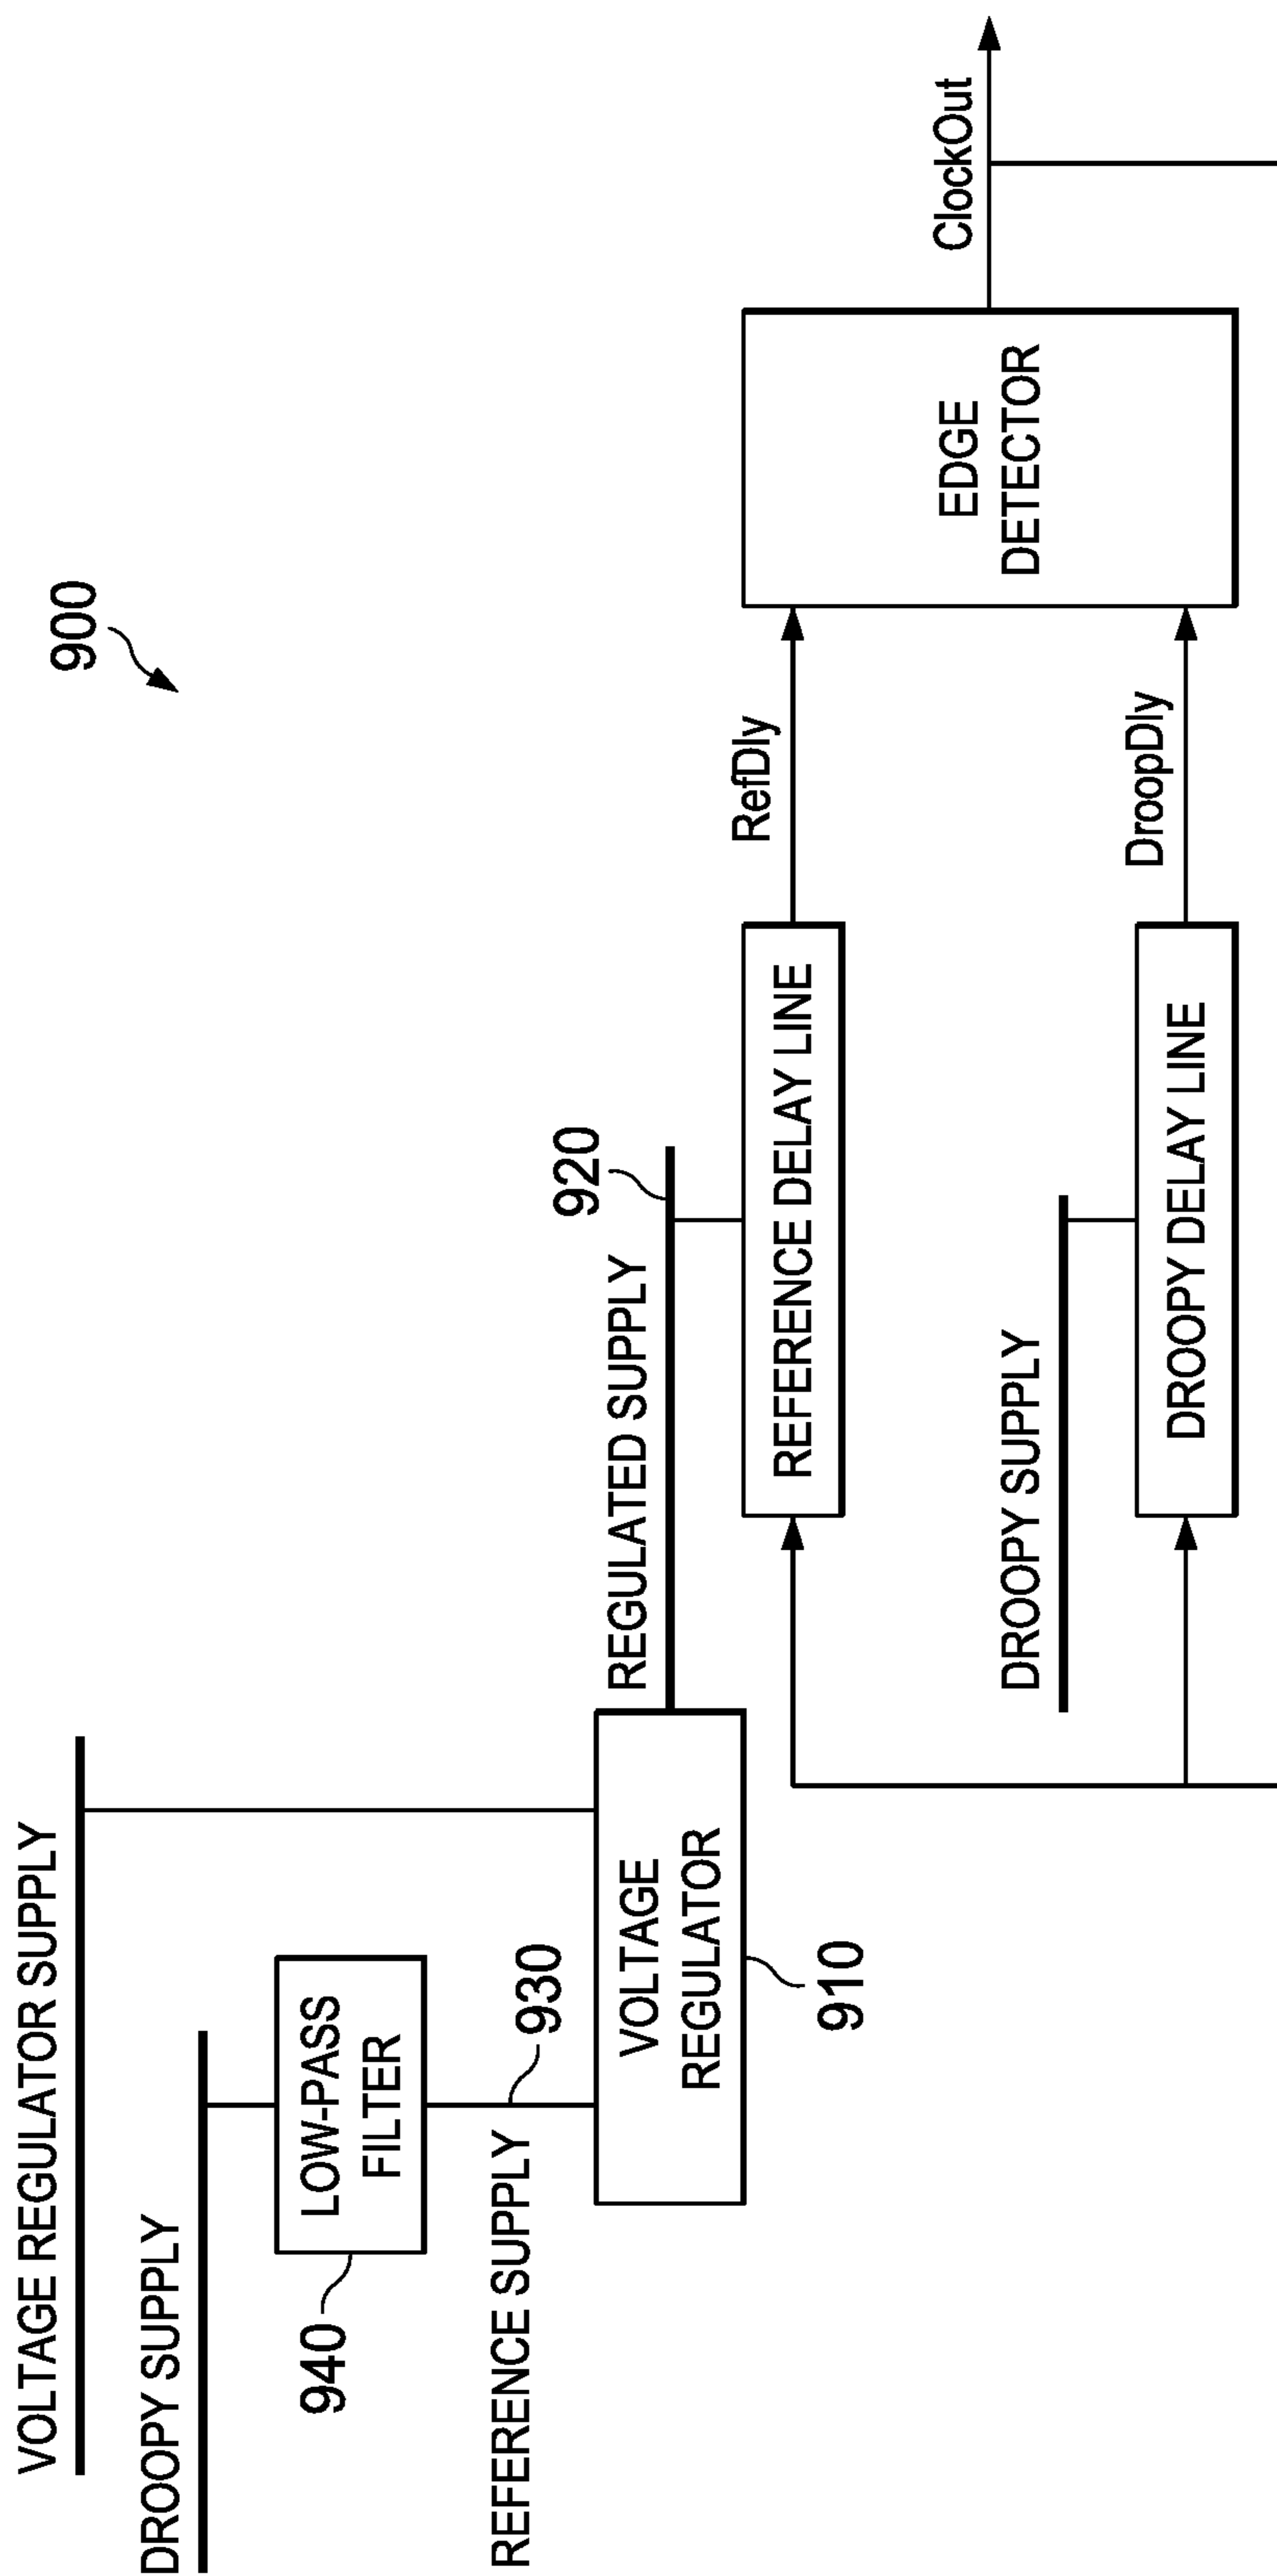 900
VOLTAGE REGULATOR SUPPLY
DROOPY SUPPLY
940
LOW-PASS
FILTER
REFERENCE SUPPLY
930
VOLTAGE
REGULATOR
910
REGULATED SUPPLY
920
REFERENCE DELAY LINE
RefDly
DROOPY SUPPLY
DROOPY DELAY LINE
DroopDly
EDGE
DETECTOR
ClockOut